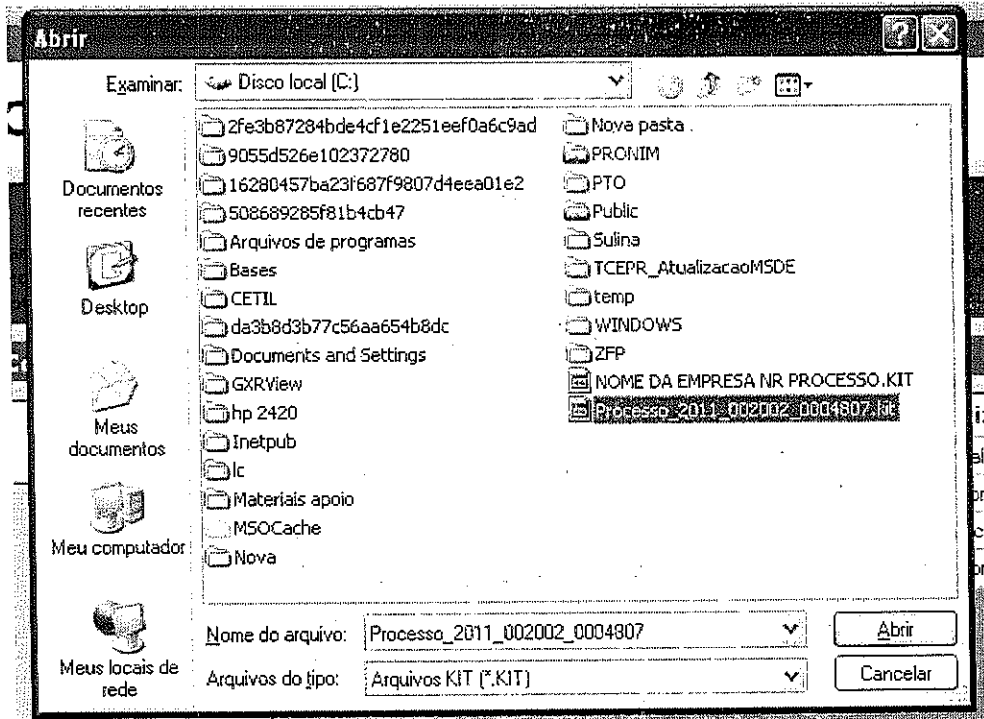 Abrir
Examinar: Disco local (C:)
Documentos
recentes
Desktop
Meus
documentos
Meu computador
Meus locais de
rede
2fe3b87284bde4cf1e2251eef0a6c9ad
9055d526e102372780
16280457ba23f687f9807d4eea01e2
508689285f81b4cb47
Arquivos de programas
Bases
CETIL
da3b8d3b77c56aa654b8dc
Documents and Settings
GXRView
hp 2420
Inetpub
lc
Materiais apoio
MSOCache
Nova
Nova pasta
PRONIM
PTO
Public
Sulina
TCEPR_AtualizacaoMSDE
temp
WINDOWS
ZFP
NOME DA EMPRESA NR PROCESSO.KIT
Processo_2011_002002_0004807.kit
Nome do arquivo: Processo_2011_002002_0004807 Abrir
Arquivos do tipo: Arquivos KIT (*.KIT) Cancelar